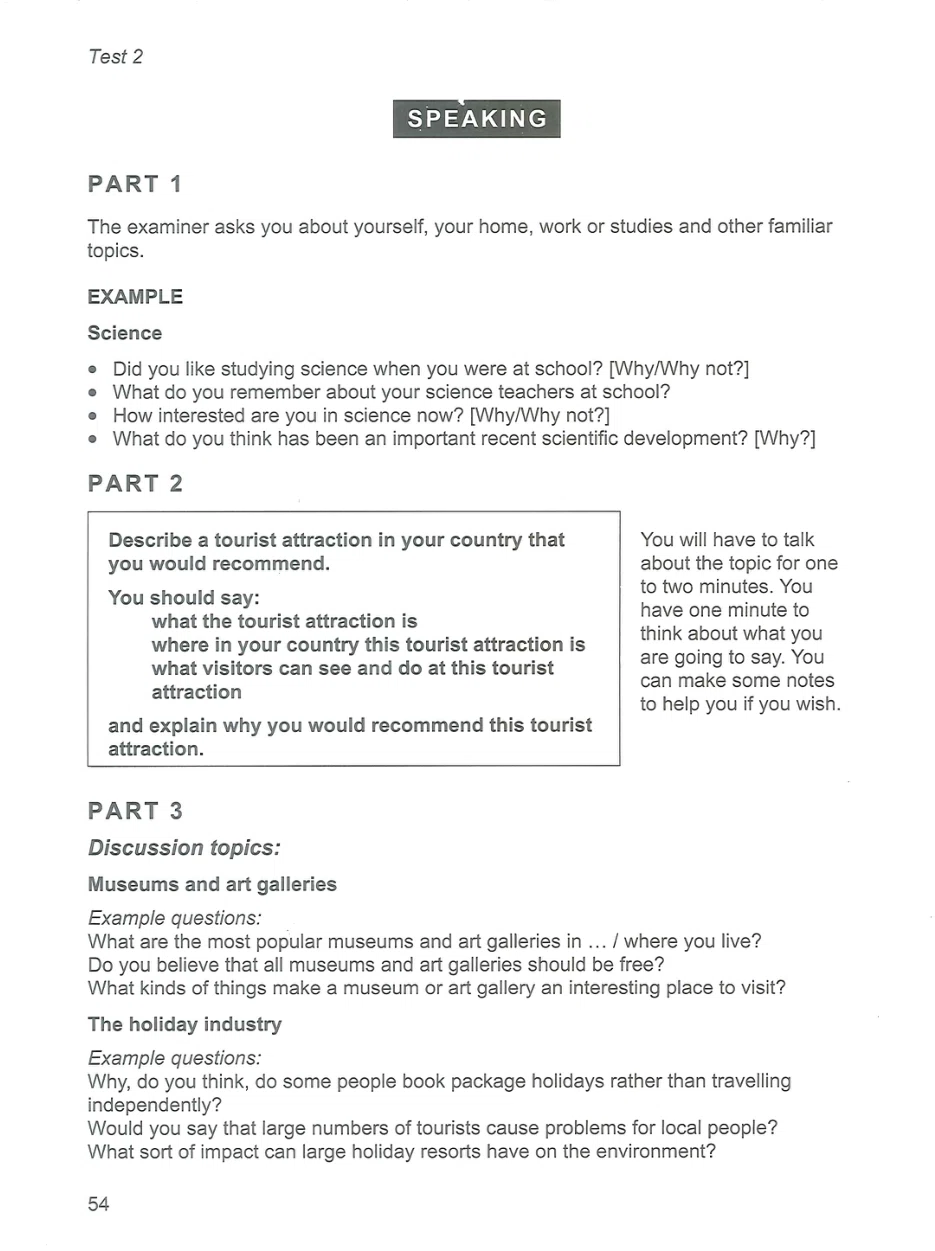 Test 2
SPEAKING
PART 1
The examiner asks you about yourself, your home, work or studies and other familiar
topics.
EXAMPLE
Science
• Did you like studying science when you were at school? [Why/Why not?]
• What do you remember about your science teachers at school?
• How interested are you in science now? [Why/Why not?]
• What do you think has been an important recent scientific development? [Why?]
PART 2
Describe a tourist attraction in your country that
you would recommend.
You should say:
what the tourist attraction is
where in your country this tourist attraction is
what visitors can see and do at this tourist
attraction
and explain why you would recommend this tourist
attraction.
You will have to talk
about the topic for one
to two minutes. You
have one minute to
think about what you
are going to say. You
can make some notes
to help you if you wish.
PART 3
Discussion topics:
Museums and art galleries
Example questions:
What are the most popular museums and art galleries in ... / where you live?
Do you believe that all museums and art galleries should be free?
What kinds of things make a museum or art gallery an interesting place to visit?
The holiday industry
Example questions:
Why, do you think, do some people book package holidays rather than travelling
independently?
Would you say that large numbers of tourists cause problems for local people?
What sort of impact can large holiday resorts have on the environment?
54